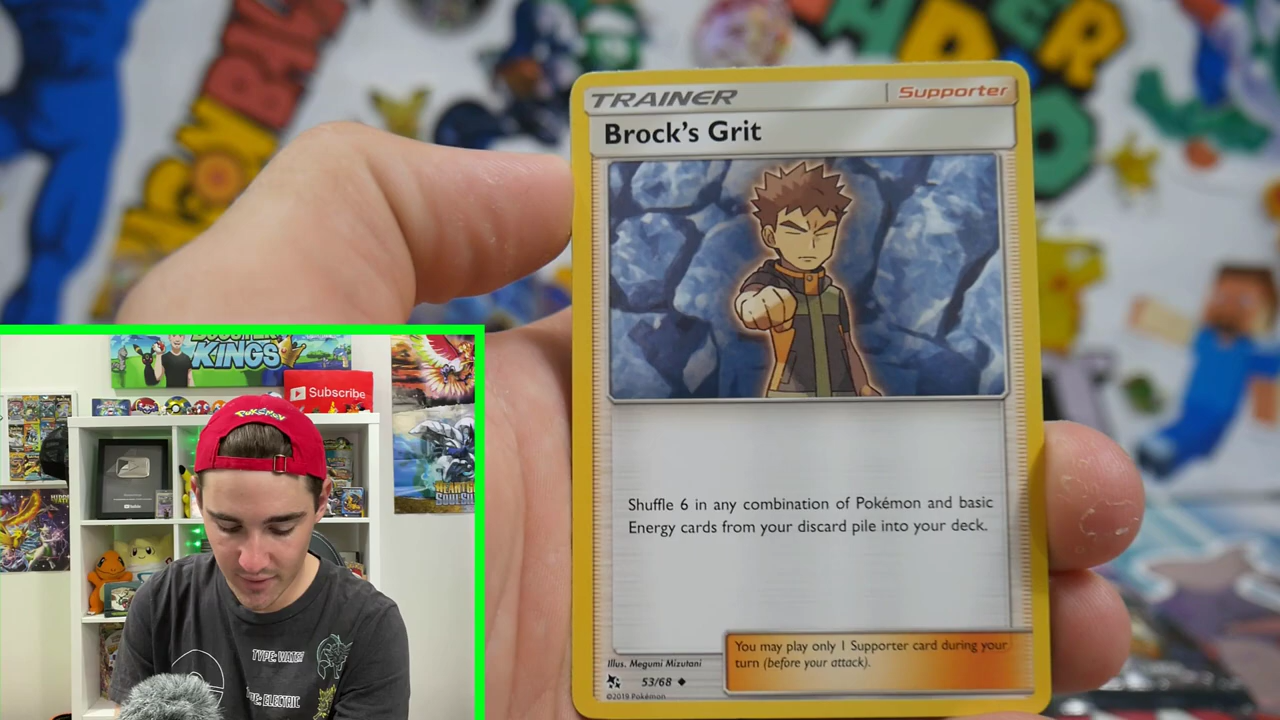 TRAINER
Supporter
Brock's Grit
Shuffle 6 in any combination of Pokémon and basic
Energy cards from your discard pile into your deck.
You may play only 1 Supporter card during your
turn (before your attack).
Illus. Megumi Mizutani
53/68
©2019 Pokémon
KINGS
Subscribe
POKéMON
YouTube
HEARTGOLD
TYPE: WATER
TYPE: ELECTRIC